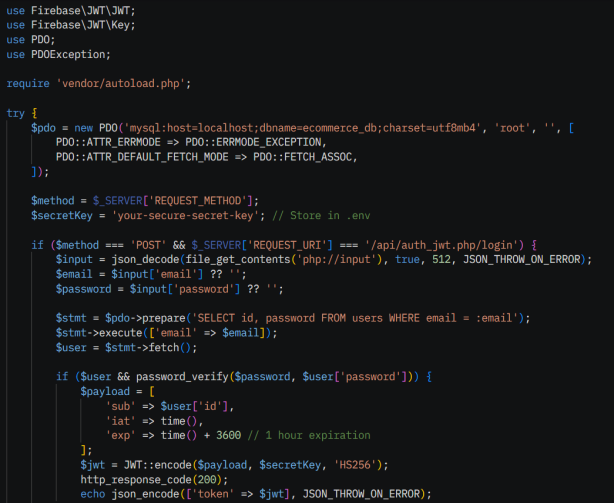 use Firebase\JWT\JWT;
use Firebase\JWT\Key;
use PDO;
use PDOException;

require 'vendor/autoload.php';

try {
    $pdo = new PDO('mysql:host=localhost;dbname=ecommerce_db;charset=utf8mb4', 'root', '', [
        PDO::ATTR_ERRMODE => PDO::ERRMODE_EXCEPTION,
        PDO::ATTR_DEFAULT_FETCH_MODE => PDO::FETCH_ASSOC,
    ]);

    $method = $_SERVER['REQUEST_METHOD'];
    $secretKey = 'your-secure-secret-key'; // Store in .env

    if ($method === 'POST' && $_SERVER['REQUEST_URI'] === '/api/auth_jwt.php/login') {
        $input = json_decode(file_get_contents('php://input'), true, 512, JSON_THROW_ON_ERROR);
        $email = $input['email'] ?? '';
        $password = $input['password'] ?? '';

        $stmt = $pdo->prepare('SELECT id, password FROM users WHERE email = :email');
        $stmt->execute(['email' => $email]);
        $user = $stmt->fetch();

        if ($user && password_verify($password, $user['password'])) {
            $payload = [
                'sub' => $user['id'],
                'iat' => time(),
                'exp' => time() + 3600 // 1 hour expiration
            ];
            $jwt = JWT::encode($payload, $secretKey, 'HS256');
            http_response_code(200);
            echo json_encode(['token' => $jwt], JSON_THROW_ON_ERROR);